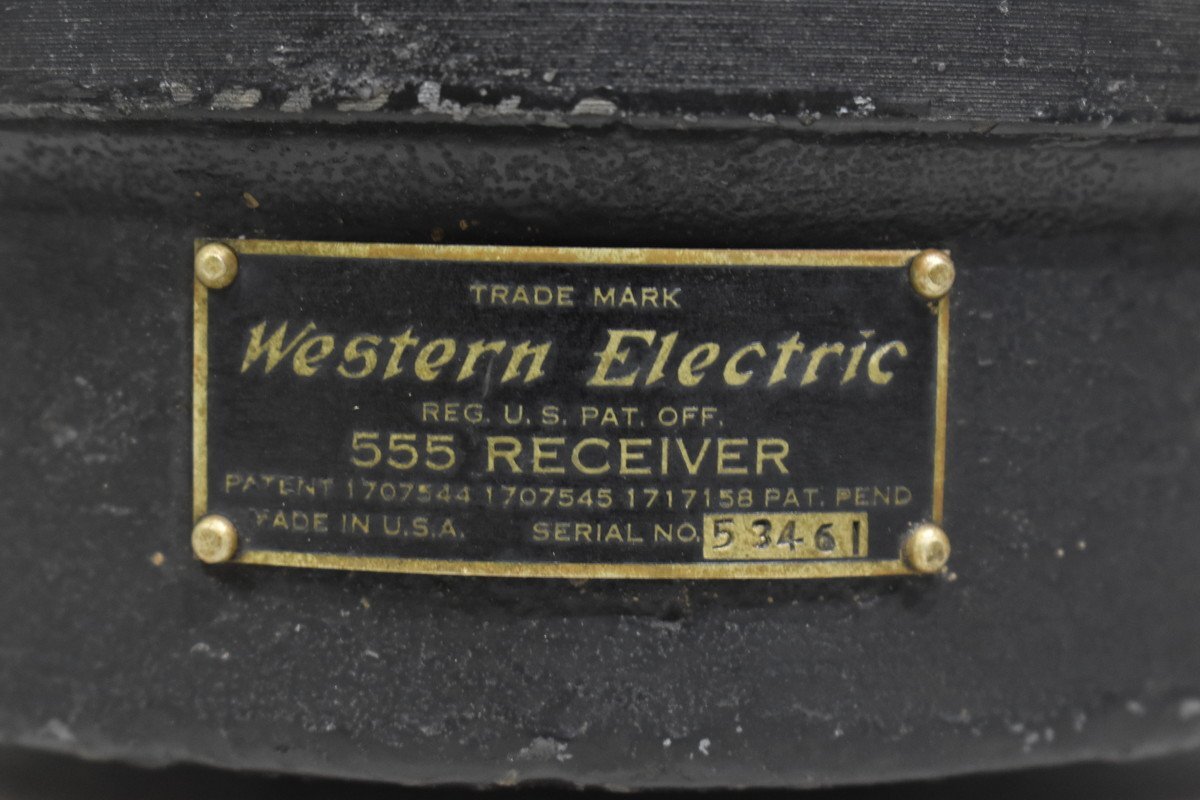 TRADE MARK
Western Electric
REG. U. S. PAT. OFF.
555 RECEIVER
PATENT 1707544 1707545 1717158 PAT. PEND
MADE IN U.S.A. SERIAL NO. 53461